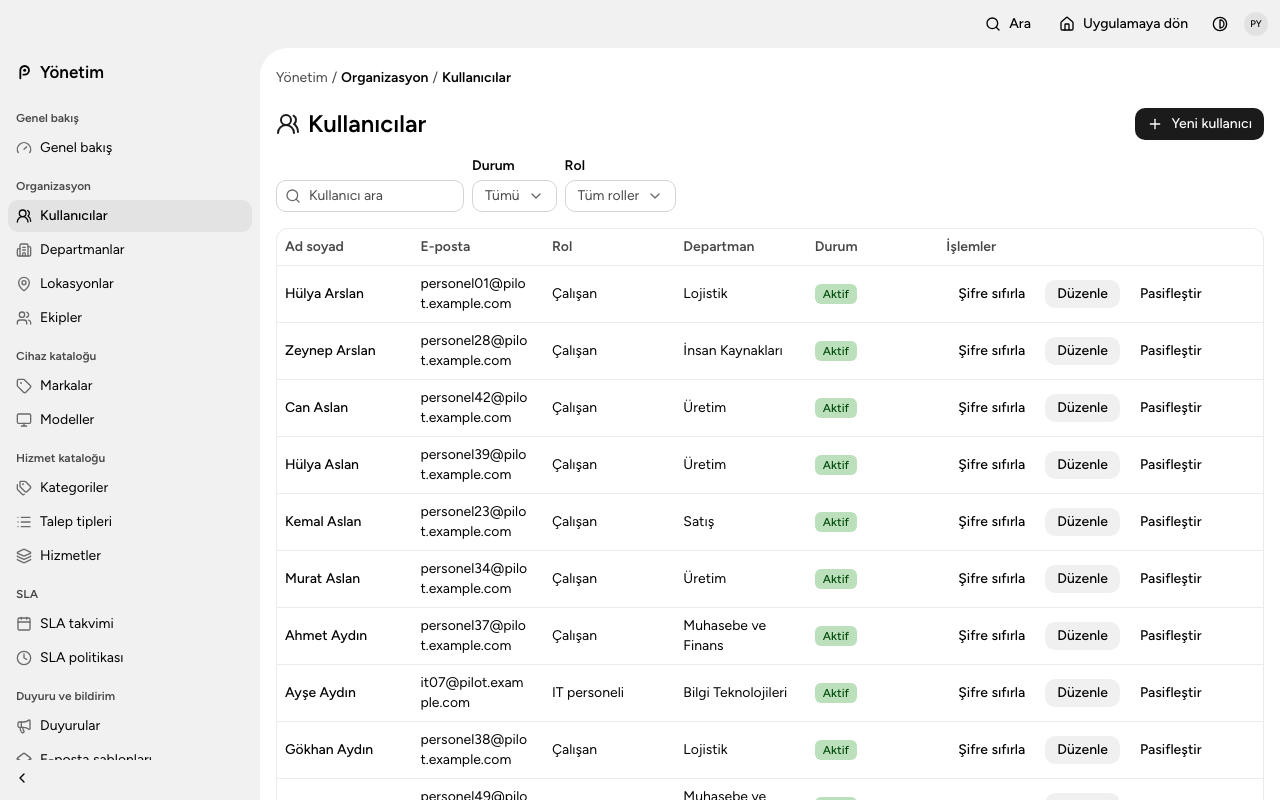 Ara
Uygulamaya dön
PY
Yönetim
Genel bakış
Genel bakış
Organizasyon
Kullanıcılar
Departmanlar
Lokasyonlar
Ekipler
Cihaz kataloğu
Markalar
Modeller
Hizmet kataloğu
Kategoriler
Talep tipleri
Hizmetler
SLA
SLA takvimi
SLA politikası
Duyuru ve bildirim
Duyurular
E-posta şablonları
Yönetim / Organizasyon / Kullanıcılar
Kullanıcılar
Yeni kullanıcı
Durum Rol
Kullanıcı ara Tümü Tüm roller
Ad soyad E-posta Rol Departman Durum İşlemler
Hülya Arslan personel01@pilo
t.example.com Çalışan Lojistik Aktif Şifre sıfırla Düzenle Pasifleştir
Zeynep Arslan personel28@pilo
t.example.com Çalışan İnsan Kaynakları Aktif Şifre sıfırla Düzenle Pasifleştir
Can Aslan personel42@pilo
t.example.com Çalışan Üretim Aktif Şifre sıfırla Düzenle Pasifleştir
Hülya Aslan personel39@pilo
t.example.com Çalışan Üretim Aktif Şifre sıfırla Düzenle Pasifleştir
Kemal Aslan personel23@pilo
t.example.com Çalışan Satış Aktif Şifre sıfırla Düzenle Pasifleştir
Murat Aslan personel34@pilo
t.example.com Çalışan Üretim Aktif Şifre sıfırla Düzenle Pasifleştir
Ahmet Aydın personel37@pilo
t.example.com Çalışan Muhasebe ve
Finans Aktif Şifre sıfırla Düzenle Pasifleştir
Ayşe Aydın it07@pilot.exam
ple.com IT personeli Bilgi Teknolojileri Aktif Şifre sıfırla Düzenle Pasifleştir
Gökhan Aydın personel38@pilo
t.example.com Çalışan Lojistik Aktif Şifre sıfırla Düzenle Pasifleştir
personel49@pilo Muhasebe ve